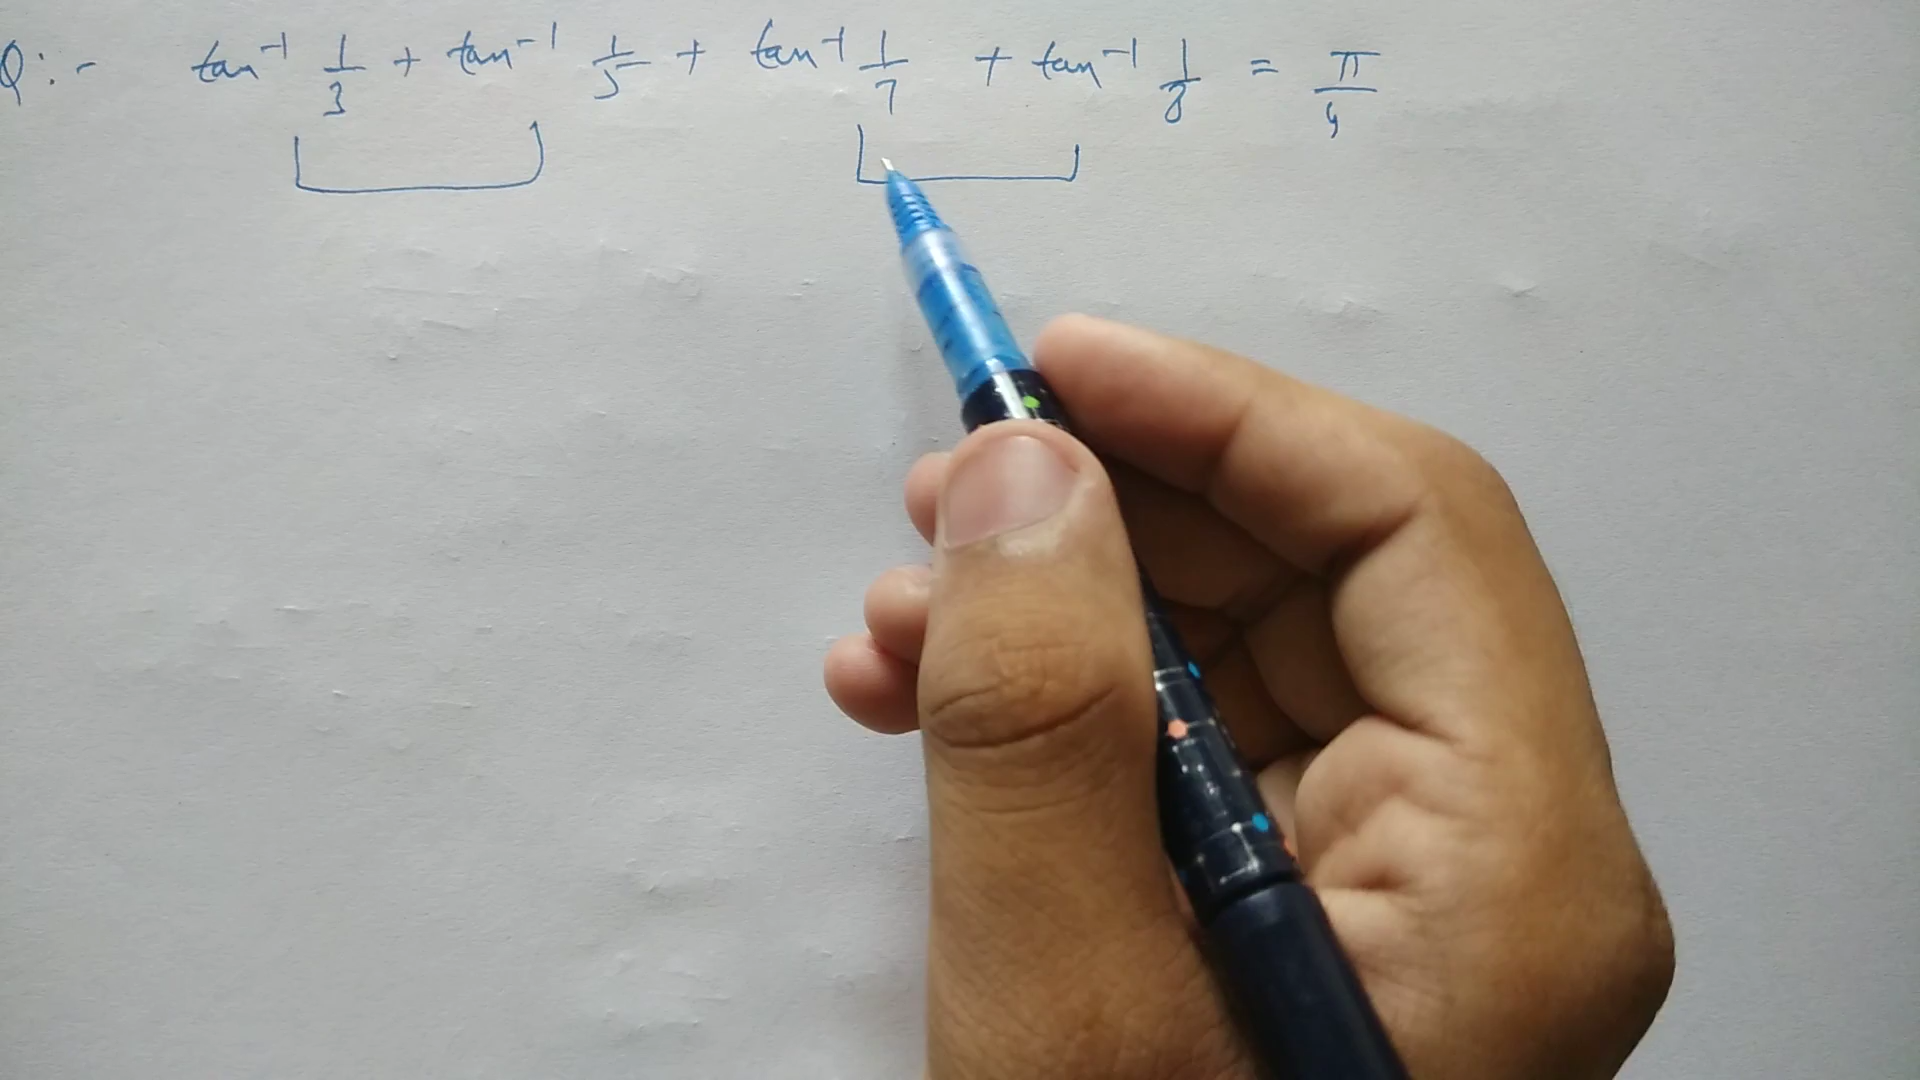 Q:- tan⁻¹ 1/3 + tan⁻¹ 1/5 + tan⁻¹ 1/7 + tan⁻¹ 1/8 = π/4